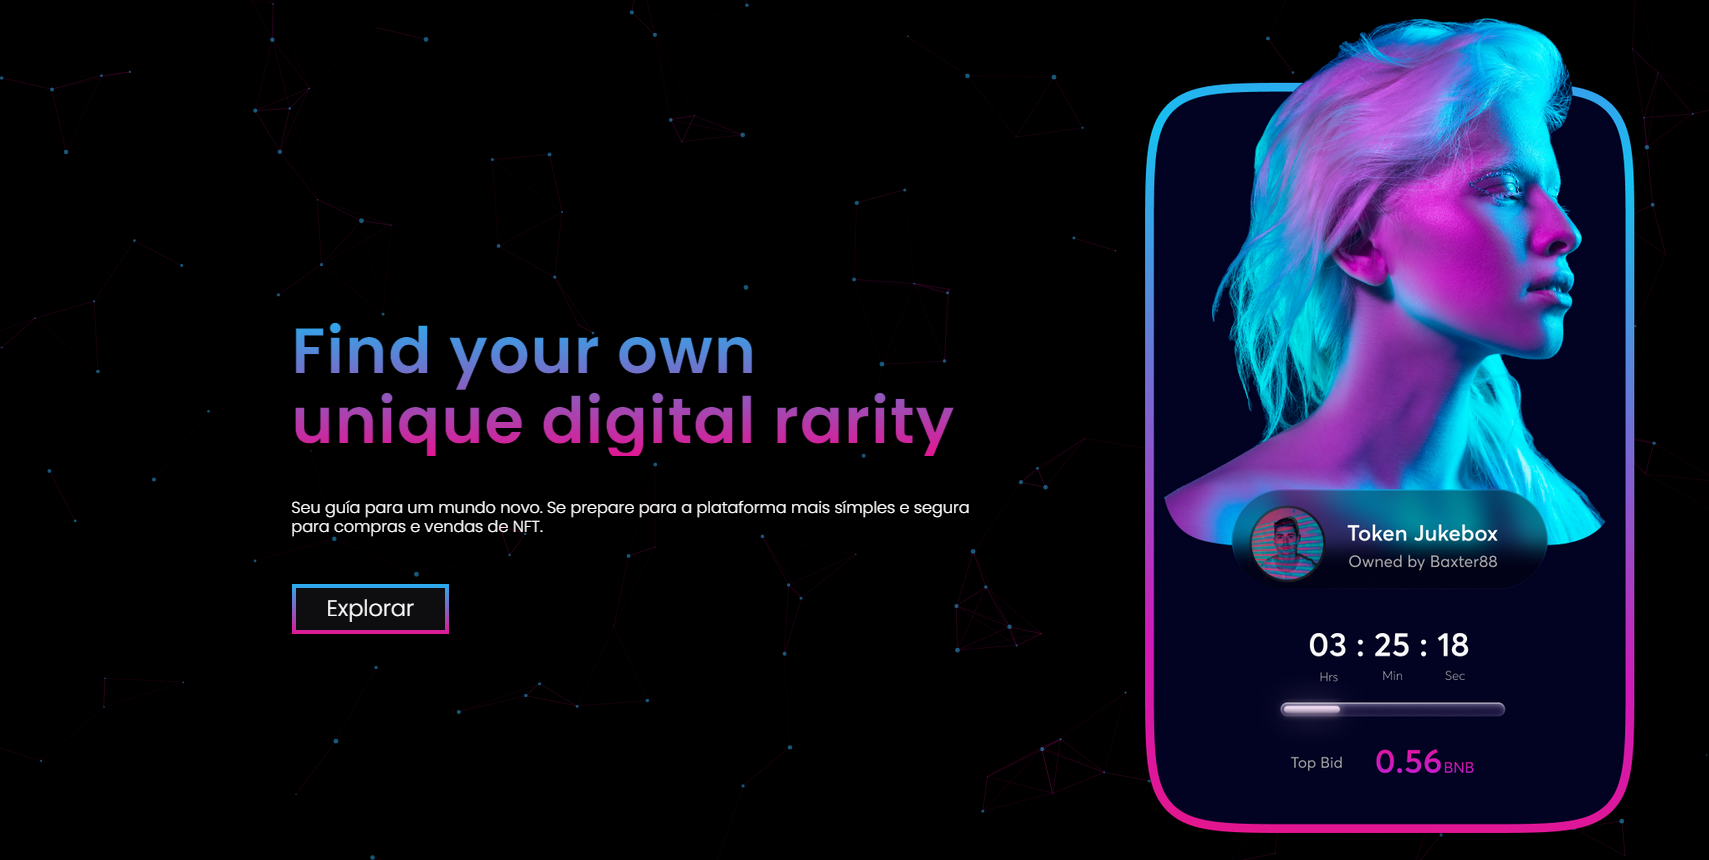 Find your own
unique digital rarity
Seu guía para um mundo novo. Se prepare para a plataforma mais símples e segura
para compras e vendas de NFT.
Explorar
Token Jukebox
Owned by Baxter88
03 : 25 : 18
Hrs Min Sec
Top Bid 0.56 BNB